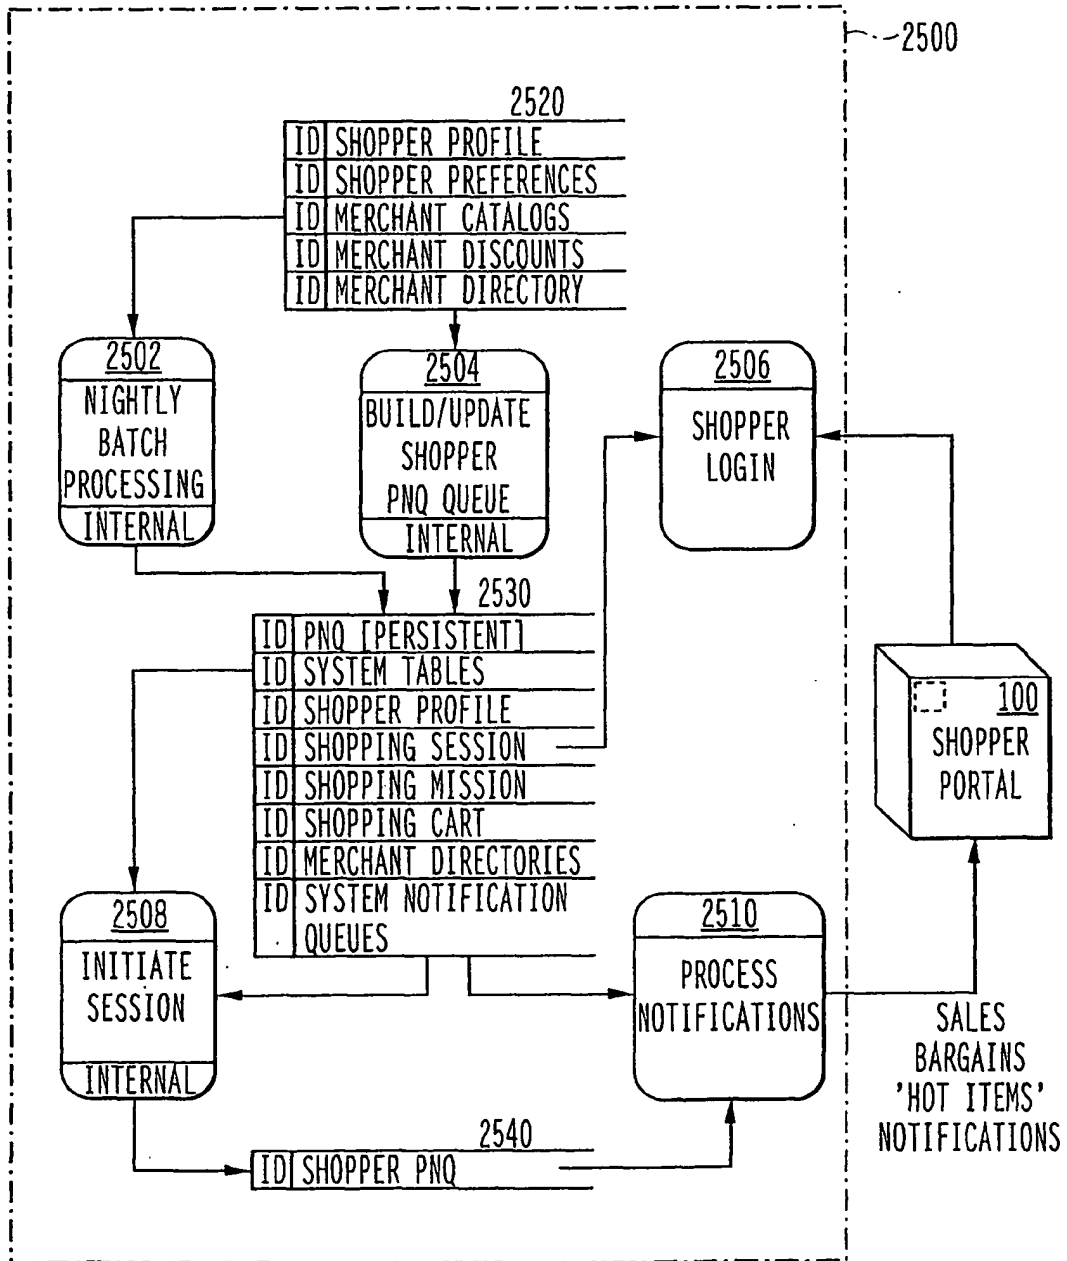 2500
2520
ID SHOPPER PROFILE
ID SHOPPER PREFERENCES
ID MERCHANT CATALOGS
ID MERCHANT DISCOUNTS
ID MERCHANT DIRECTORY
2502
NIGHTLY
BATCH
PROCESSING
INTERNAL
2504
BUILD/UPDATE
SHOPPER
PNQ QUEUE
INTERNAL
2506
SHOPPER
LOGIN
2530
ID PNQ [PERSISTENT]
ID SYSTEM TABLES
ID SHOPPER PROFILE
ID SHOPPING SESSION
ID SHOPPING MISSION
ID SHOPPING CART
ID MERCHANT DIRECTORIES
ID SYSTEM NOTIFICATION
QUEUES
100
SHOPPER
PORTAL
2508
INITIATE
SESSION
INTERNAL
2510
PROCESS
NOTIFICATIONS
SALES
BARGAINS
'HOT ITEMS'
NOTIFICATIONS
2540
ID SHOPPER PNQ